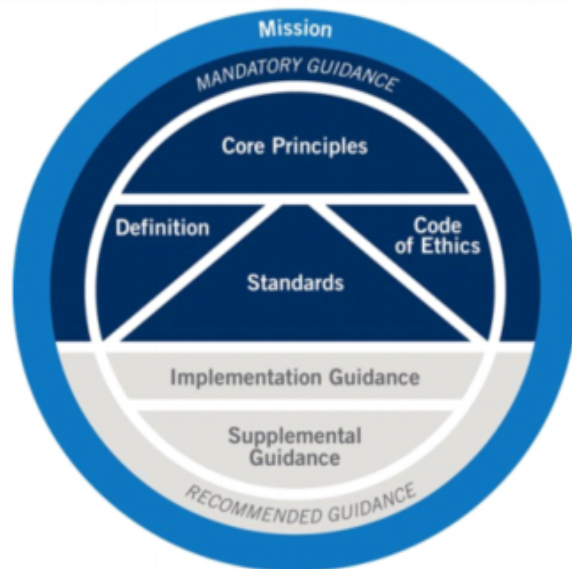 Mission
MANDATORY GUIDANCE
Core Principles
Definition
Code
of Ethics
Standards
Implementation Guidance
Supplemental
Guidance
RECOMMENDED GUIDANCE